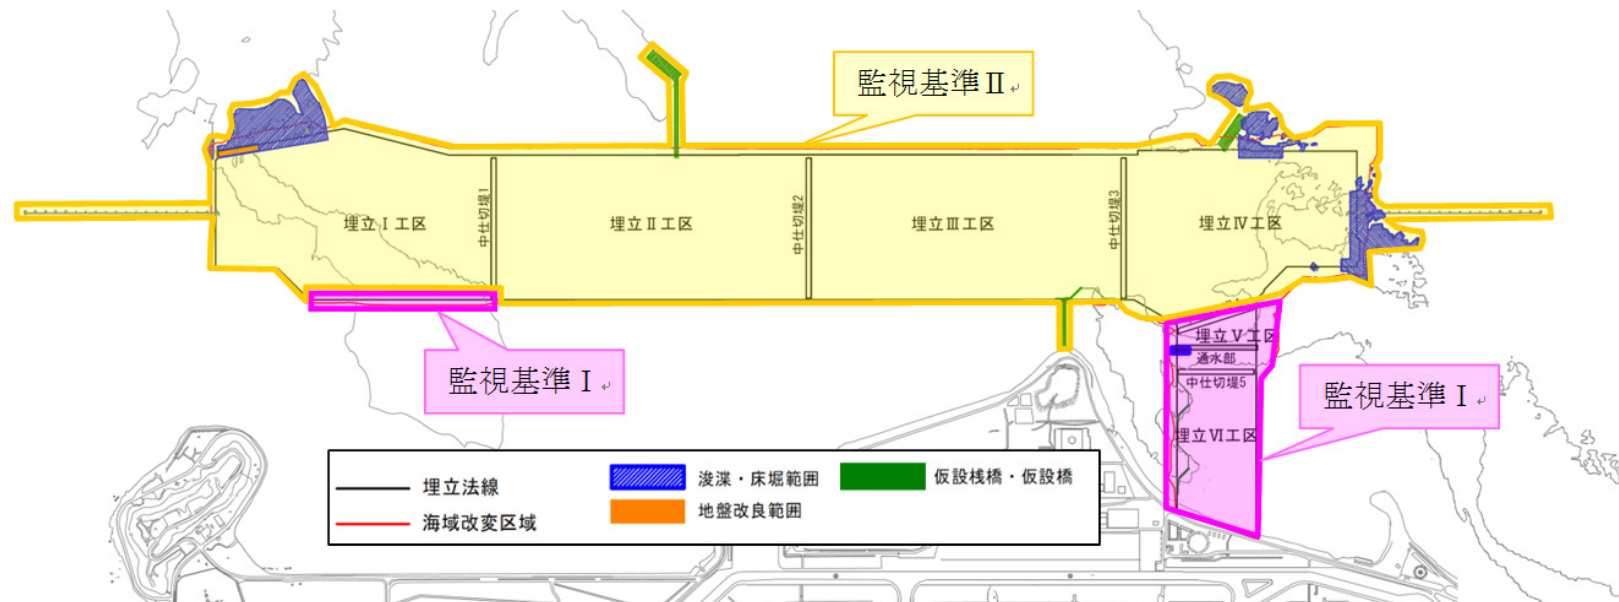 監視基準Ⅱ
埋立Ⅰ工区
中仕切堤1
埋立Ⅱ工区
中仕切堤2
埋立Ⅲ工区
中仕切堤3
埋立Ⅳ工区
監視基準Ⅰ
埋立Ⅴ工区
通水部
中仕切堤5
埋立Ⅵ工区
監視基準Ⅰ
埋立法線
海域改変区域
浚渫・床堀範囲
地盤改良範囲
仮設桟橋・仮設橋